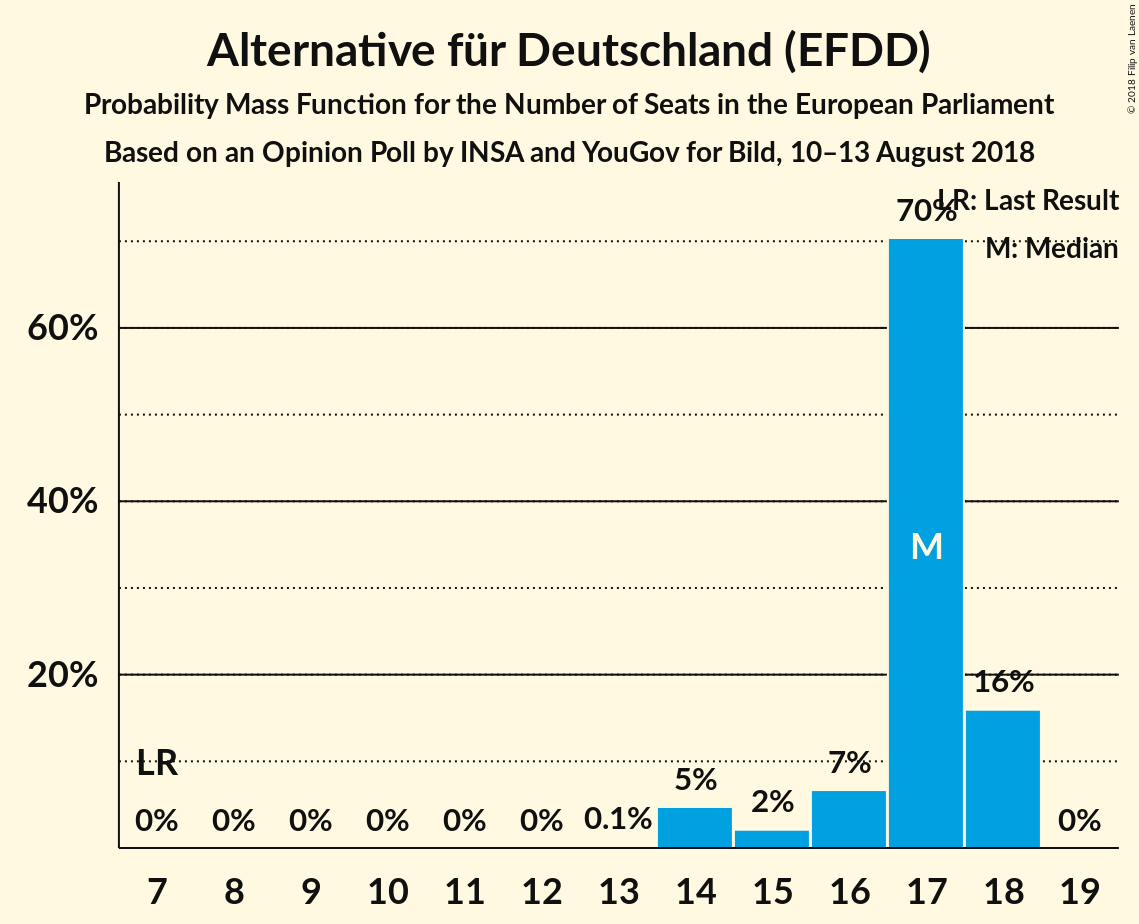 Alternative für Deutschland (EFDD)
Probability Mass Function for the Number of Seats in the European Parliament
Based on an Opinion Poll by INSA and YouGov for Bild, 10–13 August 2018
© 2018 Filip van Laenen
LR: Last Result
M: Median
70%
60%
40%
M
20%
16%
LR
7%
5%
2%
0% 0% 0% 0% 0% 0% 0.1% 0%
7 8 9 10 11 12 13 14 15 16 17 18 19